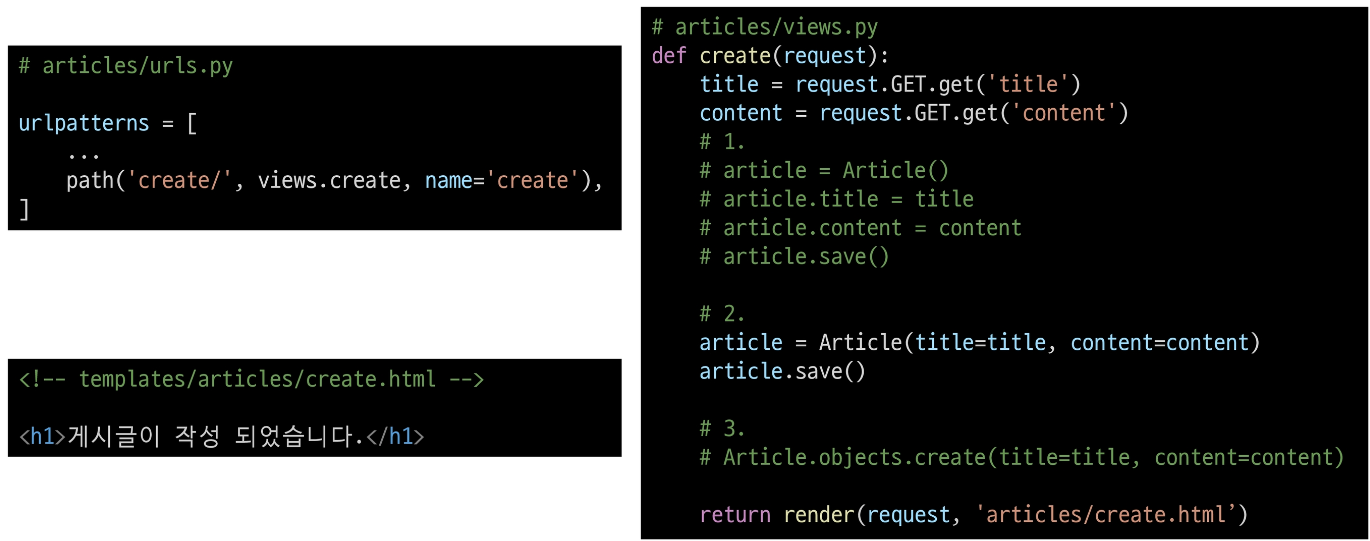 # articles/urls.py
urlpatterns = [
    ...
    path('create/', views.create, name='create'),
]
<!-- templates/articles/create.html -->
<h1>게시글이 작성 되었습니다.</h1>
# articles/views.py
def create(request):
    title = request.GET.get('title')
    content = request.GET.get('content')
    # 1.
    # article = Article()
    # article.title = title
    # article.content = content
    # article.save()
    # 2.
    article = Article(title=title, content=content)
    article.save()
    # 3.
    # Article.objects.create(title=title, content=content)
    return render(request, 'articles/create.html’)